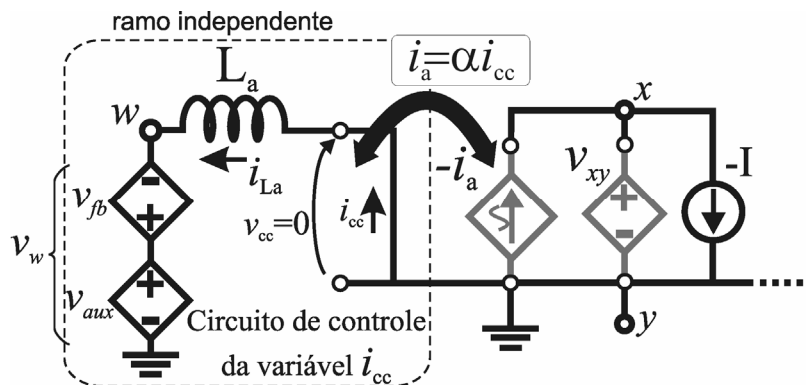 ramo independente
L_a
i_a=αi_cc
w
x
i_La
-i_a
v_xy
-I
v_fb
v_cc=0
i_cc
v_w
v_aux
Circuito de controle
da variável i_cc
y